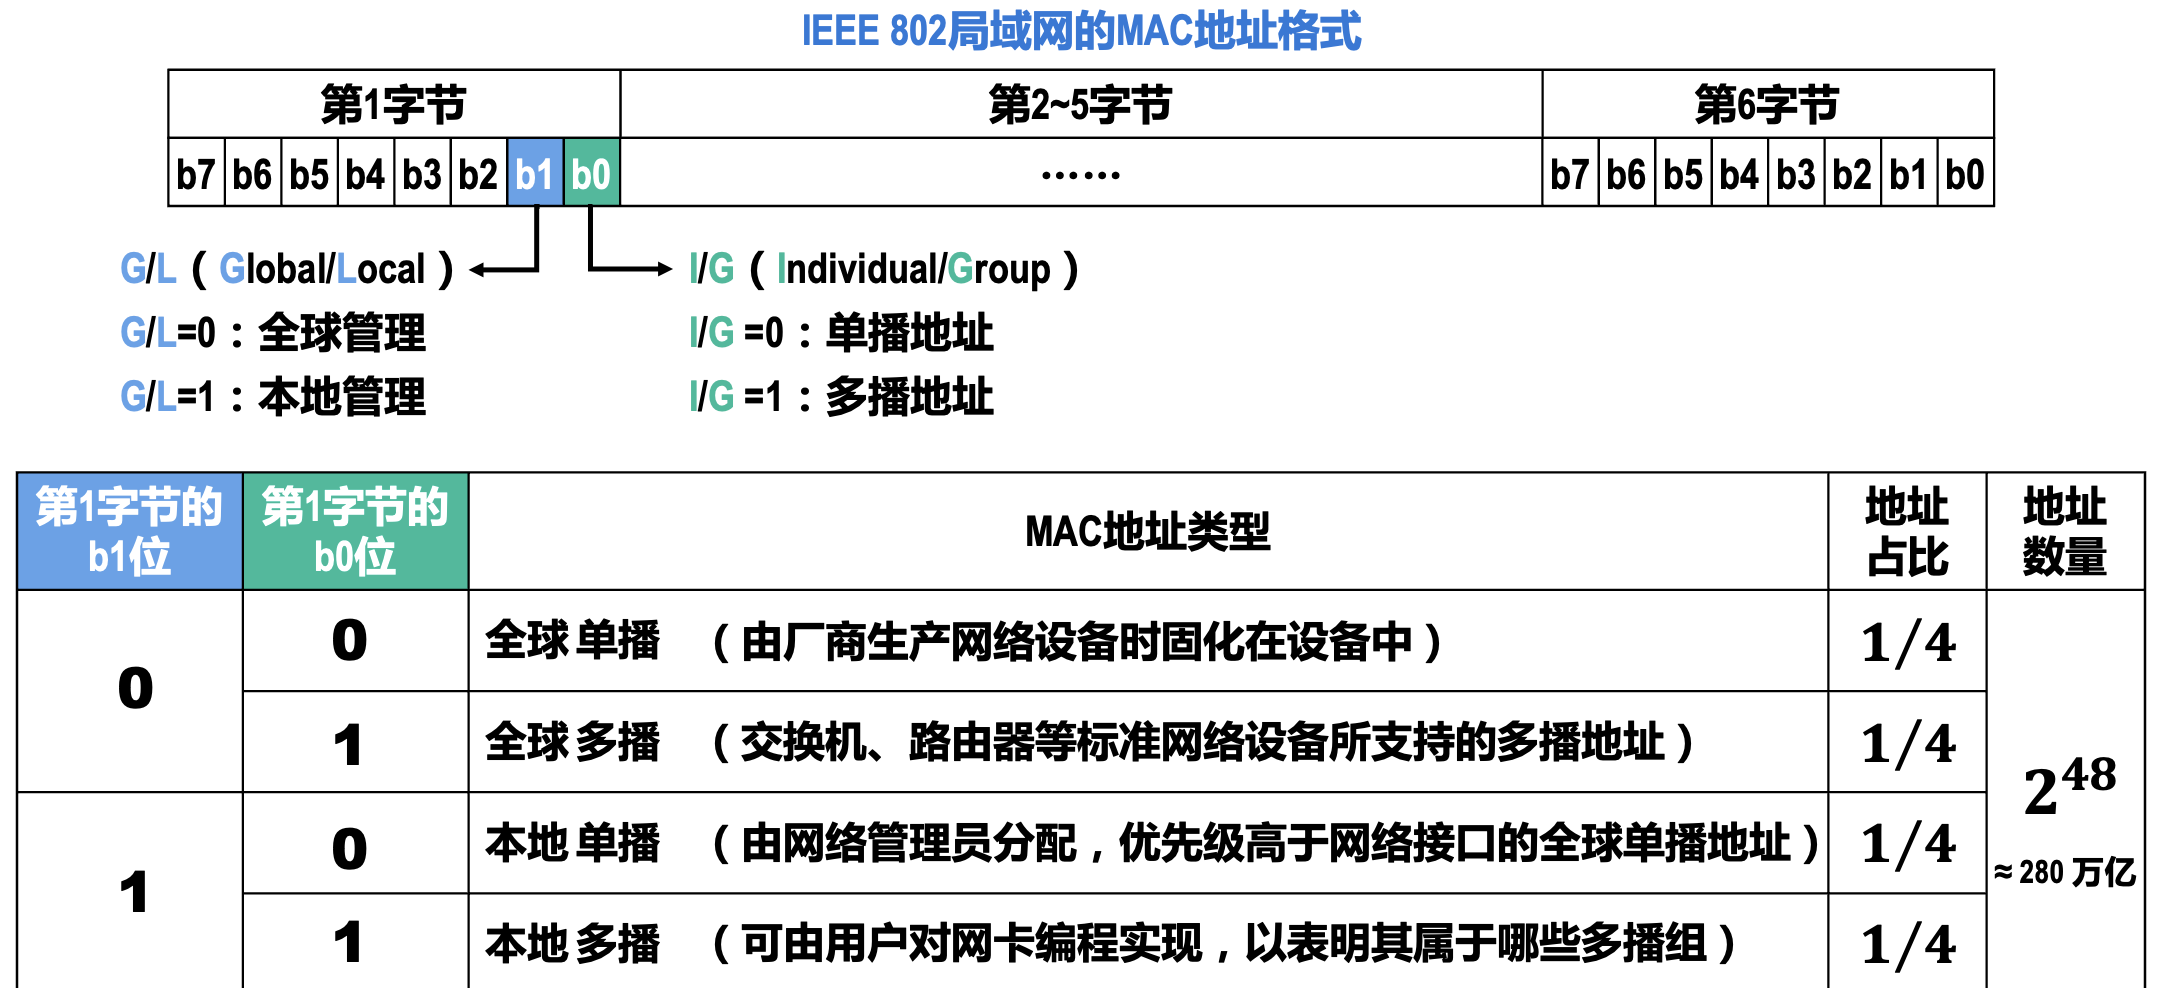 IEEE 802局域网的MAC地址格式
第1字节 第2~5字节 第6字节
b7 b6 b5 b4 b3 b2 b1 b0 …… b7 b6 b5 b4 b3 b2 b1 b0
G/L（Global/Local） I/G（Individual/Group）
G/L=0：全球管理 I/G =0：单播地址
G/L=1：本地管理 I/G =1：多播地址
第1字节的 第1字节的 MAC地址类型 地址 地址
b1位 b0位 占比 数量
0 0 全球 单播 （由厂商生产网络设备时固化在设备中） 1/4
1 全球 多播 （交换机、路由器等标准网络设备所支持的多播地址） 1/4
2^48
1 0 本地 单播 （由网络管理员分配，优先级高于网络接口的全球单播地址） 1/4
≈ 280 万亿
1 本地 多播 （可由用户对网卡编程实现，以表明其属于哪些多播组） 1/4